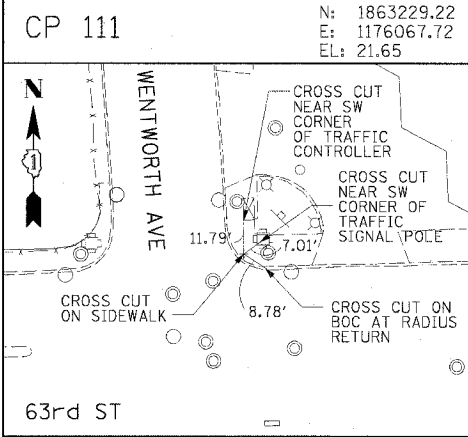 CP 111
N: 1863229.22
E: 1176067.72
EL: 21.65
N
1
WENTWORTH AVE
CROSS CUT
NEAR SW
CORNER
OF TRAFFIC
CONTROLLER
CROSS CUT
NEAR SW
CORNER OF
TRAFFIC
SIGNAL POLE
11.79'
7.01'
8.78'
CROSS CUT
ON SIDEWALK
CROSS CUT ON
BOC AT RADIUS
RETURN
63rd ST